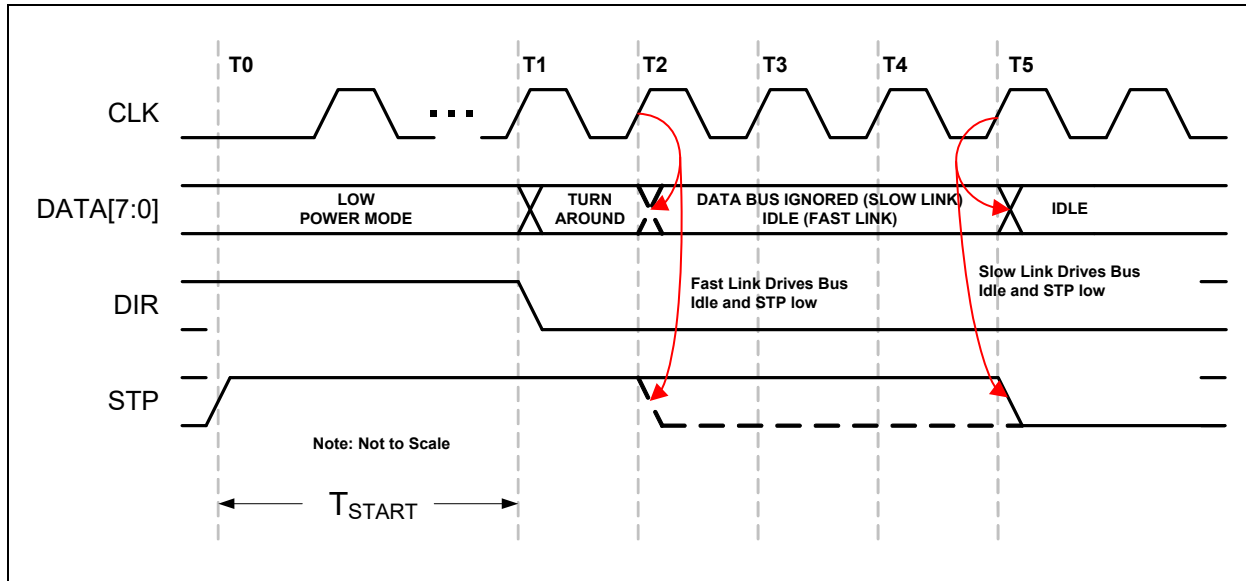 T0
T1
T2
T3
T4
T5
CLK
DATA[7:0]
LOW
POWER MODE
TURN
AROUND
DATA BUS IGNORED (SLOW LINK)
IDLE (FAST LINK)
IDLE
DIR
Fast Link Drives Bus
Idle and STP low
Slow Link Drives Bus
Idle and STP low
STP
Note: Not to Scale
TSTART